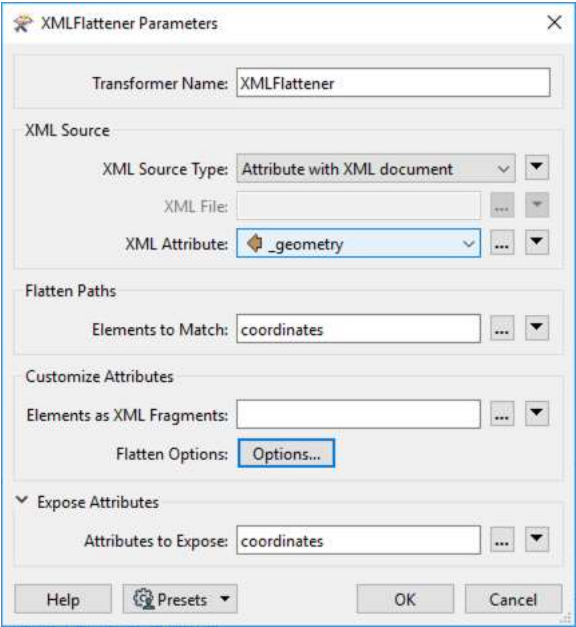 XMLFlattener Parameters
Transformer Name: XMLFlattener
XML Source
XML Source Type: Attribute with XML document
XML File: ...
XML Attribute: _geometry ...
Flatten Paths
Elements to Match: coordinates ...
Customize Attributes
Elements as XML Fragments: ...
Flatten Options: Options...
Expose Attributes
Attributes to Expose: coordinates ...
Help Presets OK Cancel